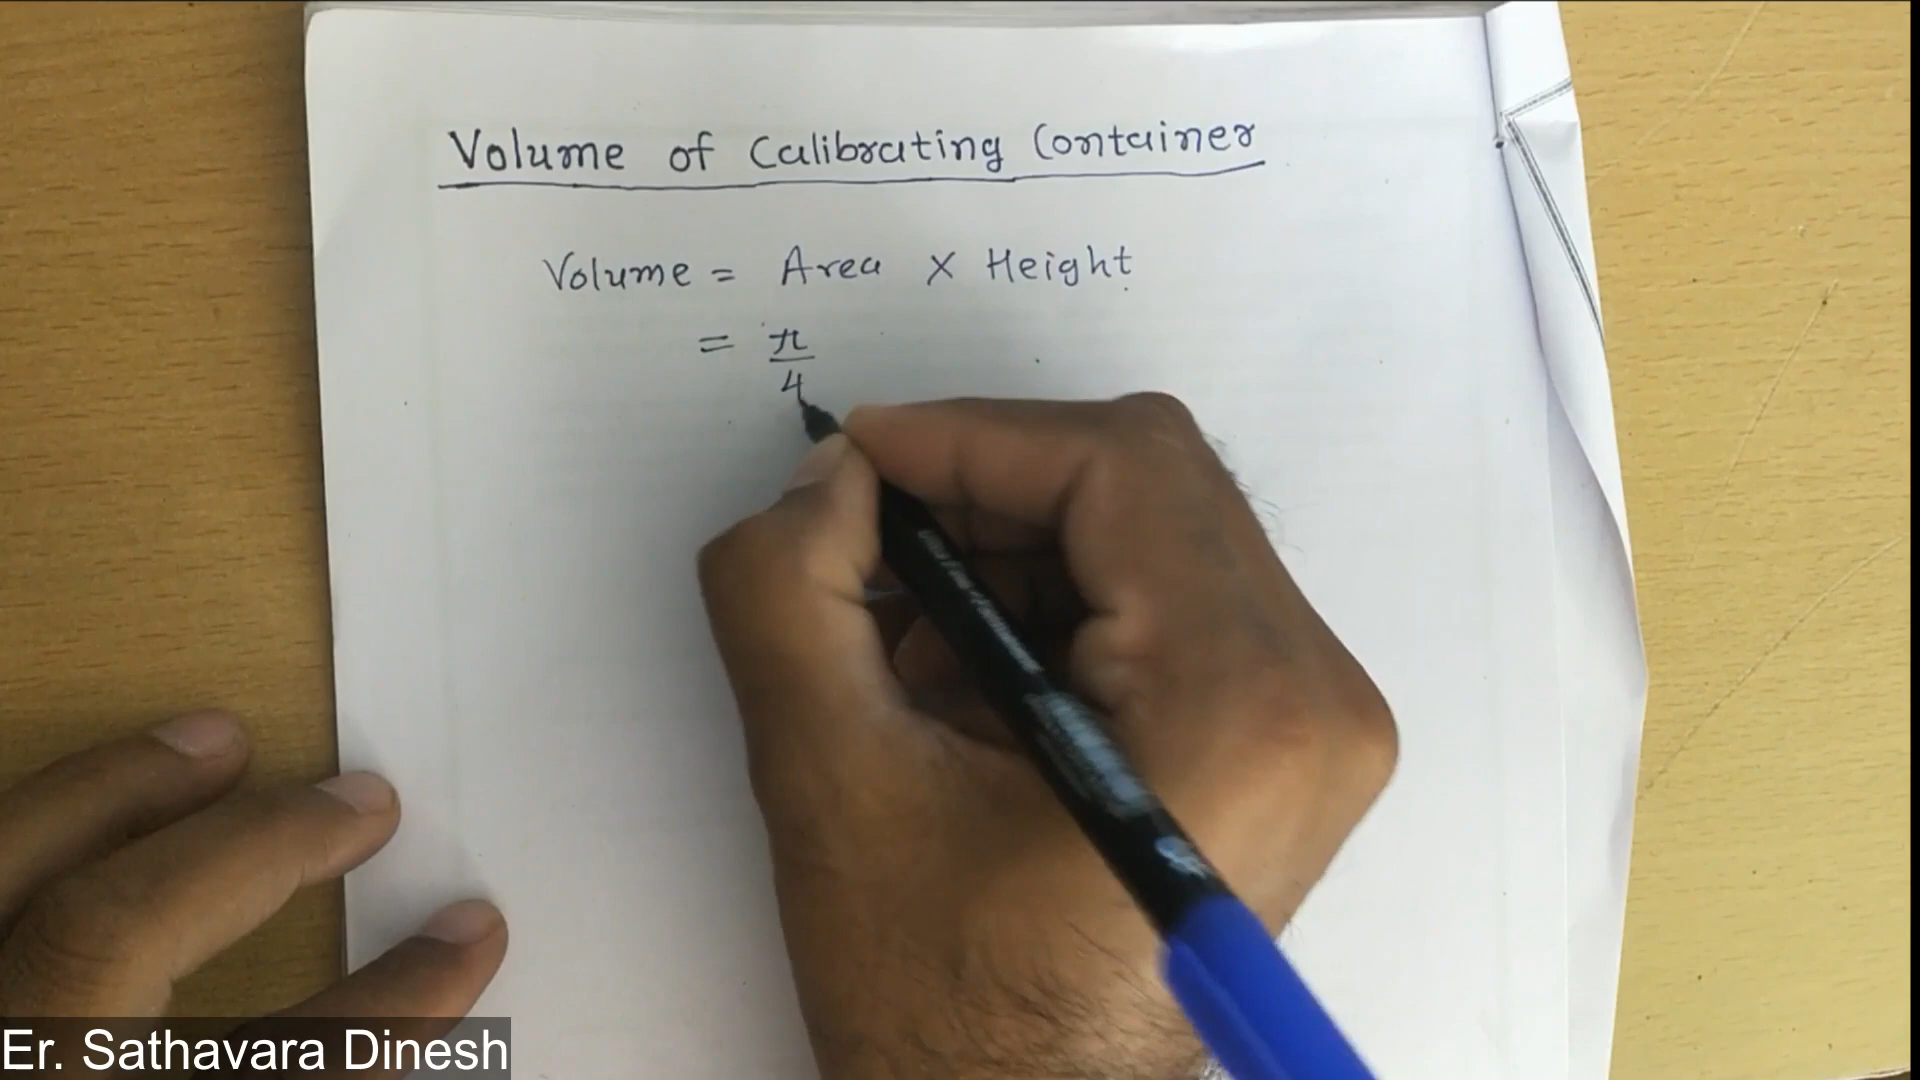 Volume of Calibrating Container
Volume = Area × Height
= π/4
Er. Sathavara Dinesh